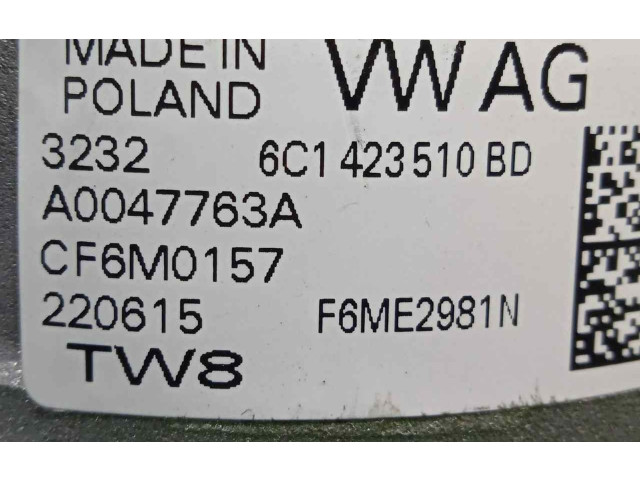 MADE IN VW AG
POLAND
3232 6C1 423 510 BD
A0047763A
CF6M0157
220615 F6ME2981N
TW8